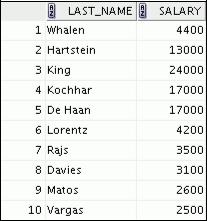 LAST_NAME SALARY
1 Whalen 4400
2 Hartstein 13000
3 King 24000
4 Kochhar 17000
5 De Haan 17000
6 Lorentz 4200
7 Rajs 3500
8 Davies 3100
9 Matos 2600
10 Vargas 2500